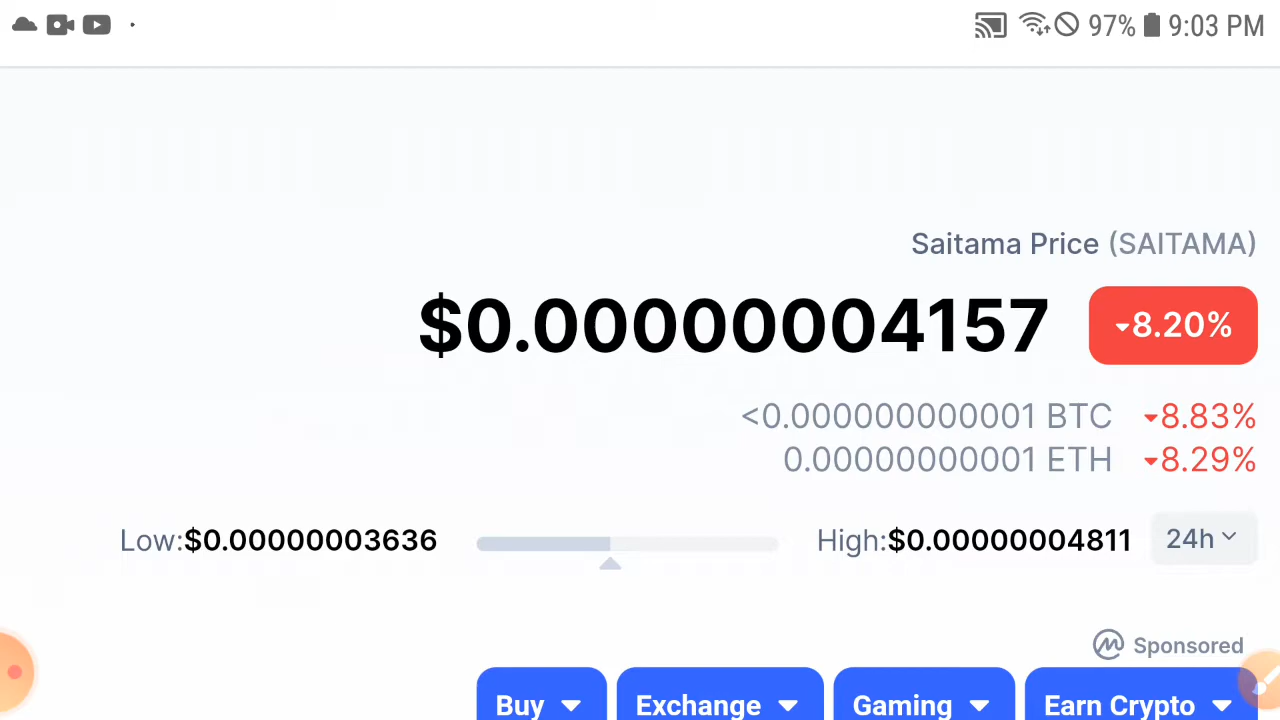 97% 9:03 PM
Saitama Price (SAITAMA)
$0.00000004157 8.20%
<0.000000000001 BTC 8.83%
0.00000000001 ETH 8.29%
Low:$0.00000003636 High:$0.00000004811 24h
Sponsored
Buy Exchange Gaming Earn Crypto